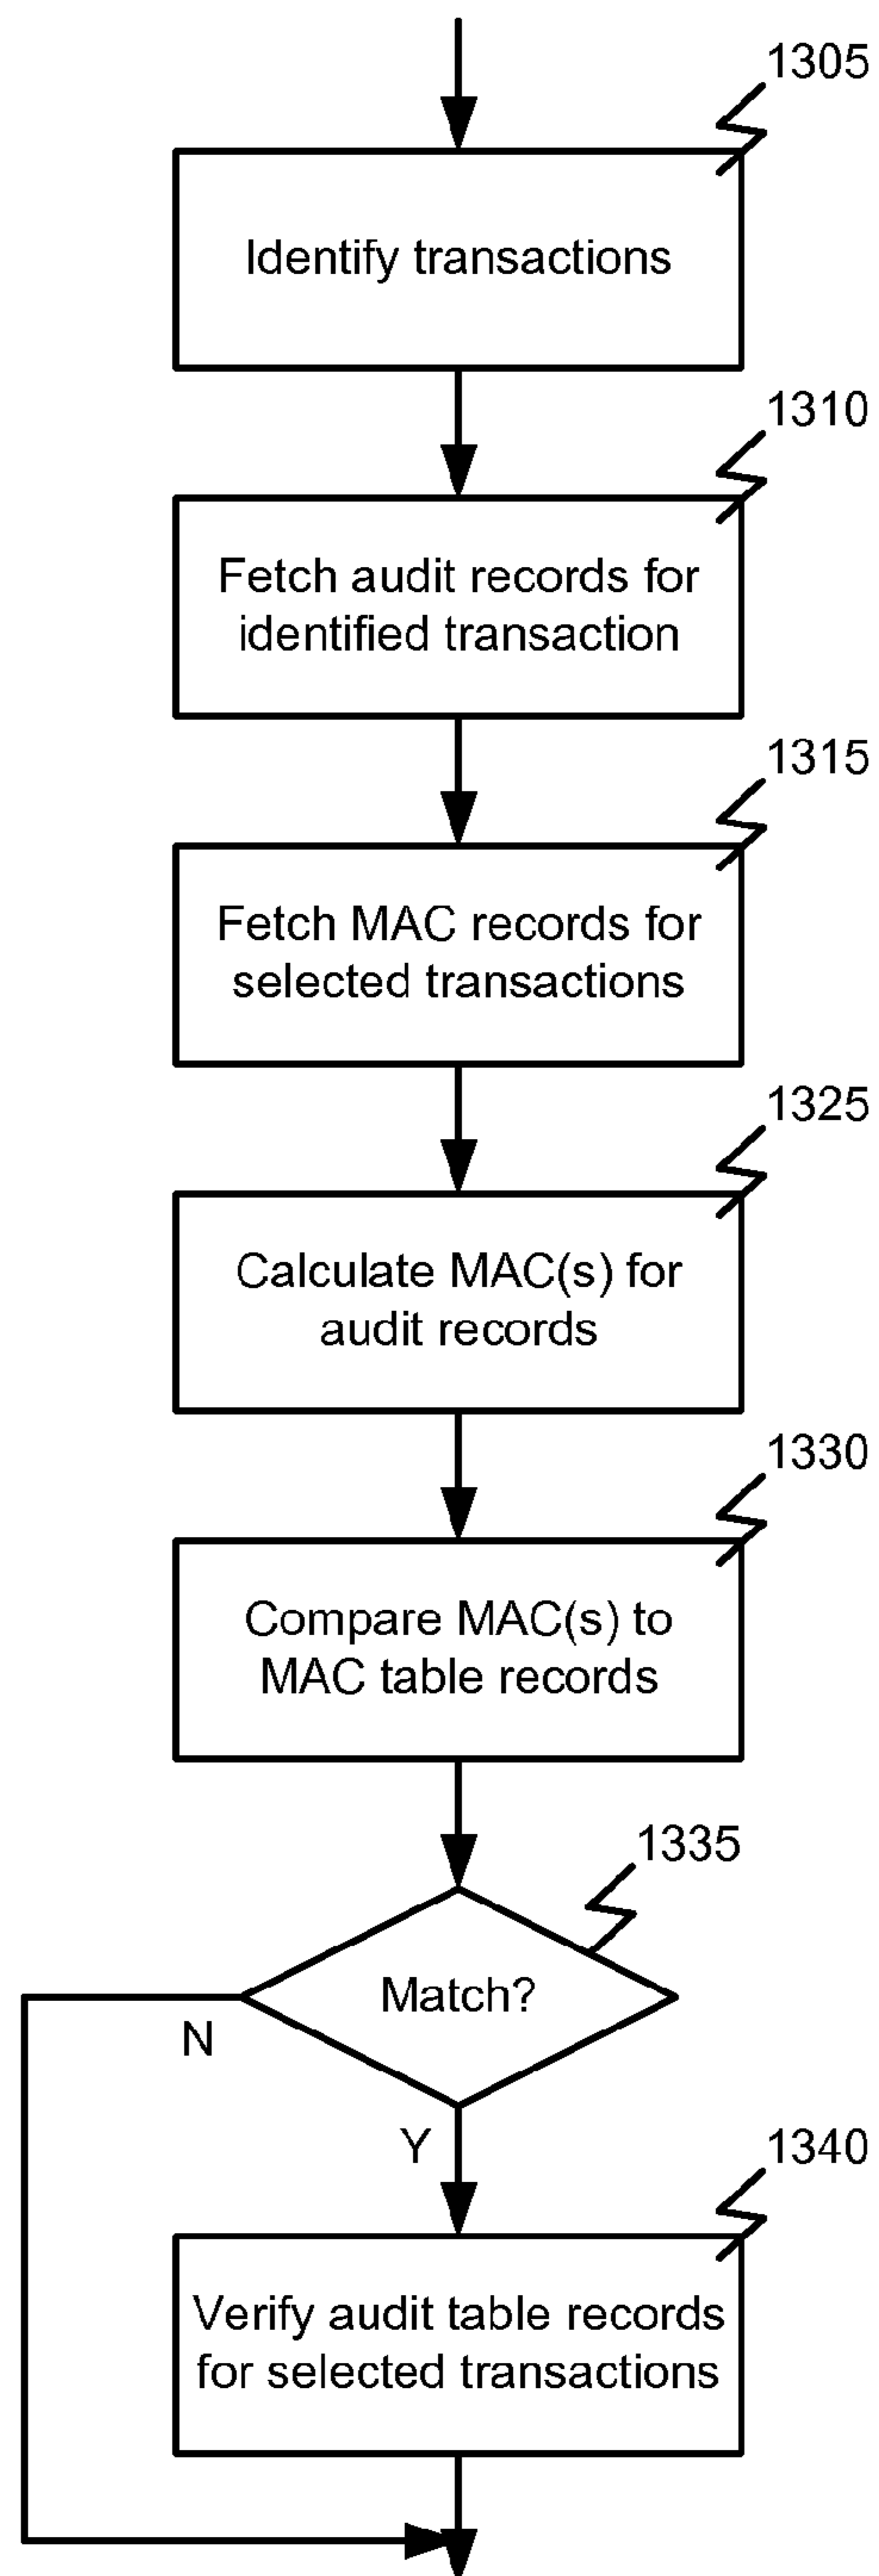 1305
Identify transactions
1310
Fetch audit records for
identified transaction
1315
Fetch MAC records for
selected transactions
1325
Calculate MAC(s) for
audit records
1330
Compare MAC(s) to
MAC table records
1335
Match?
N
Y
1340
Verify audit table records
for selected transactions